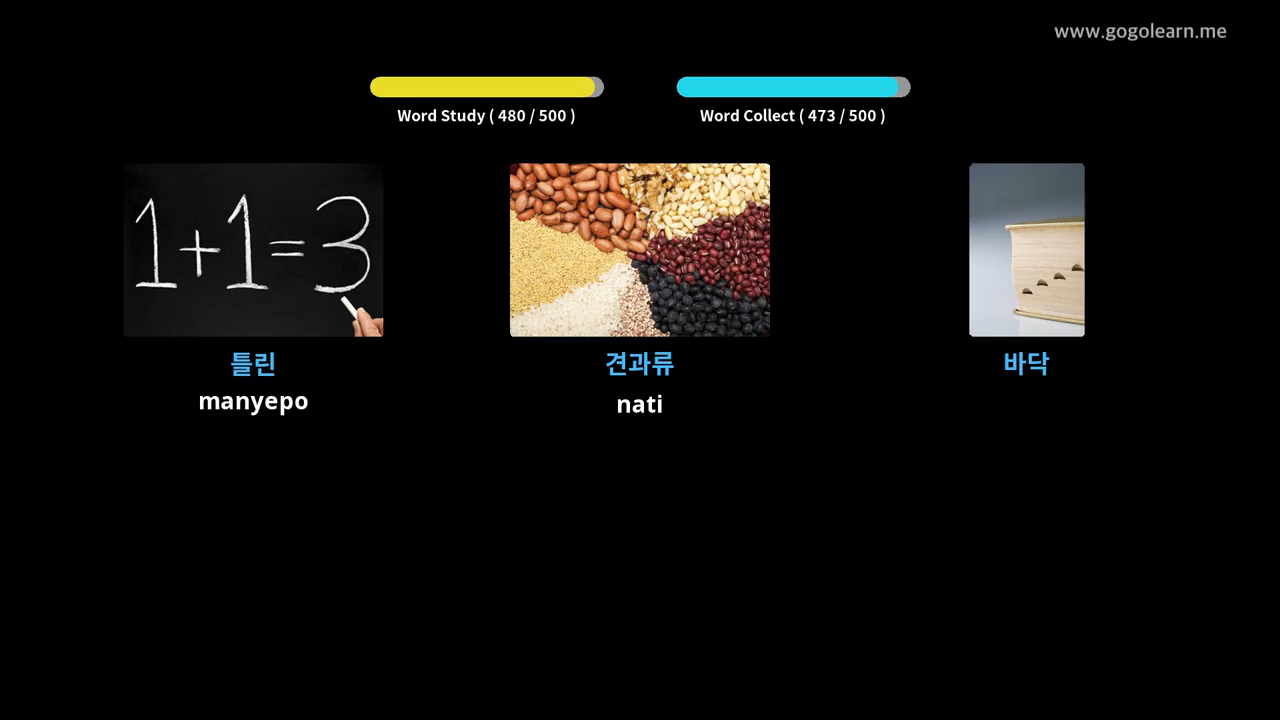 www.gogolearn.me
Word Study ( 480 / 500 )
Word Collect ( 473 / 500 )
1+1=3
틀린
manyepo
견과류
nati
바닥